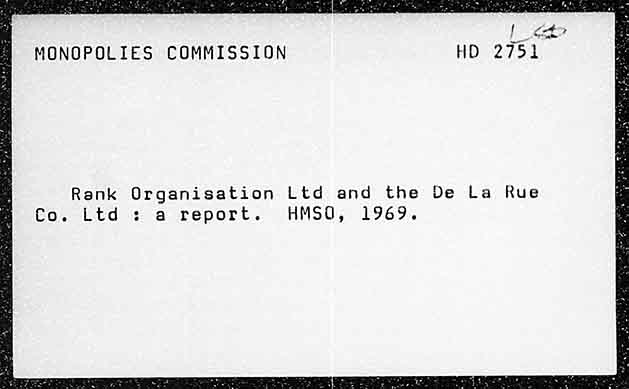 MONOPOLIES COMMISSION HD 2751
Rank Organisation Ltd and the De La Rue
Co. Ltd : a report. HMSO, 1969.